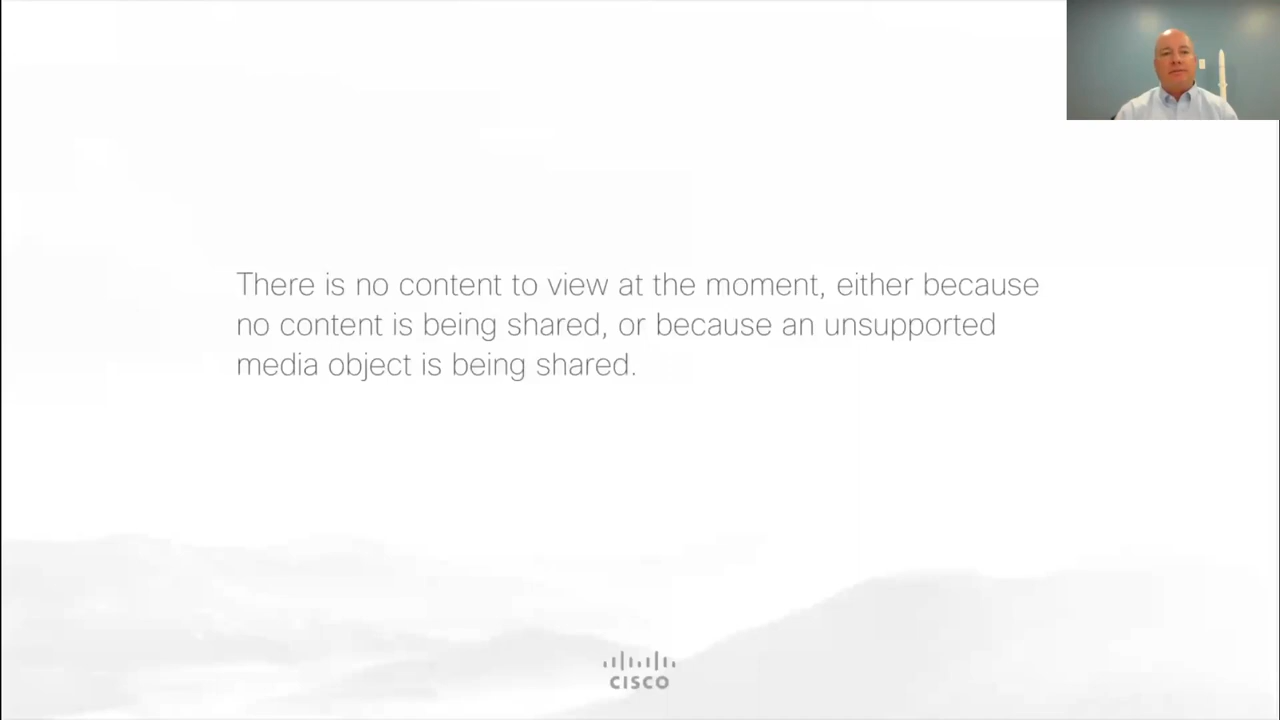 There is no content to view at the moment, either because
no content is being shared, or because an unsupported
media object is being shared.
CISCO